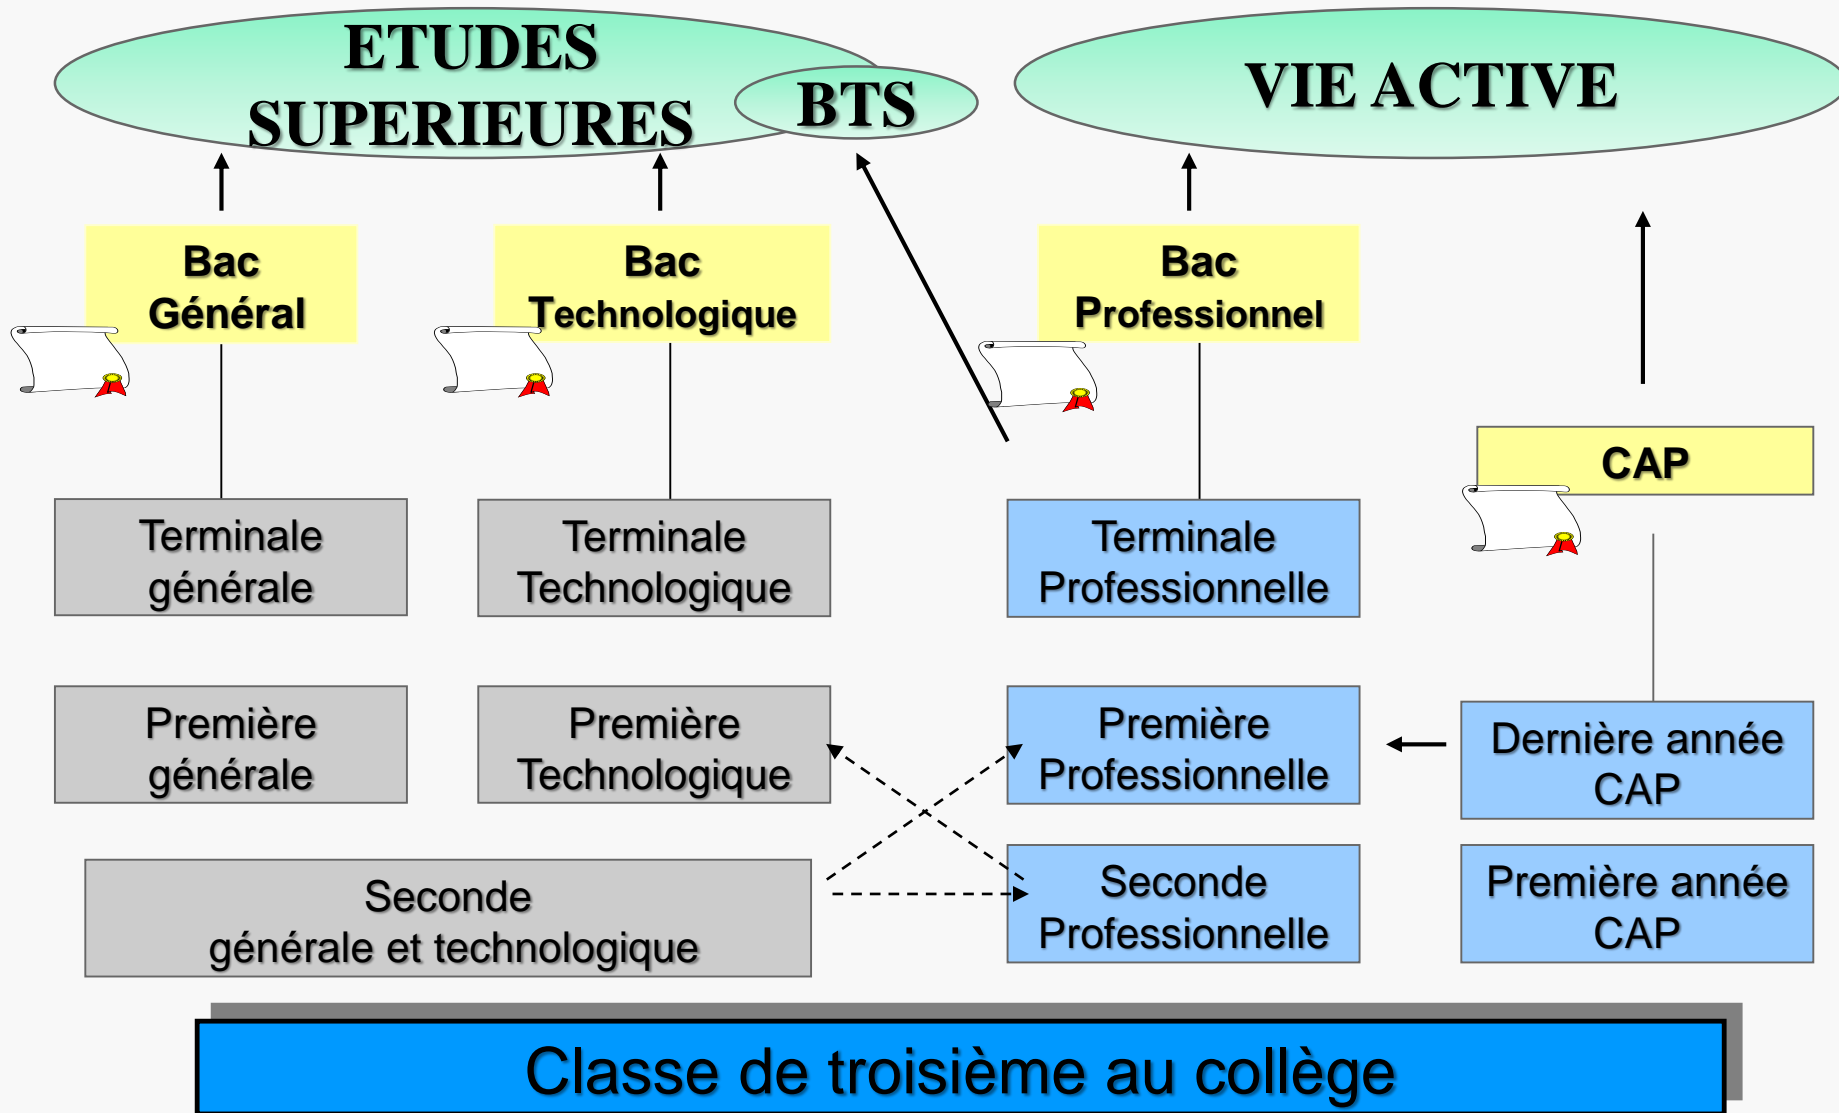 ETUDES
SUPERIEURES
BTS
VIE ACTIVE
Bac
Général
Bac
Technologique
Bac
Professionnel
CAP
Terminale
générale
Terminale
Technologique
Terminale
Professionnelle
Première
générale
Première
Technologique
Première
Professionnelle
Dernière année
CAP
Seconde
générale et technologique
Seconde
Professionnelle
Première année
CAP
Classe de troisième au collège